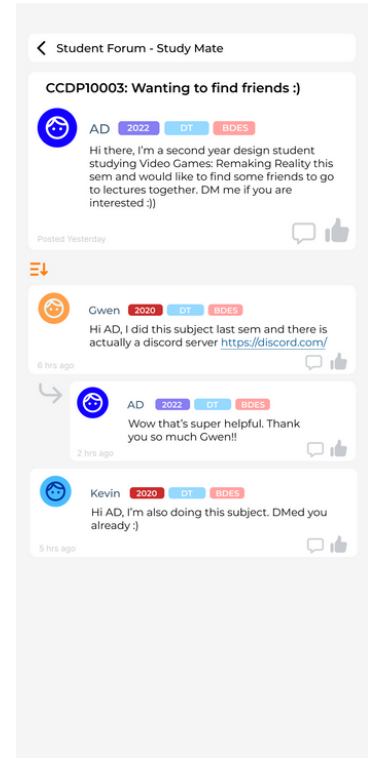 Student Forum - Study Mate
CCDP10003: Wanting to find friends :)
AD 2022 DT BDES
Hi there, I'm a second year design student
studying Video Games: Remaking Reality this
sem and would like to find some friends to go
to lectures together. DM me if you are
interested :))
Posted Yesterday
Gwen 2020 DT BDES
Hi AD, I did this subject last sem and there is
actually a discord server https://discord.com/
6 hrs ago
AD 2022 DT BDES
Wow that's super helpful. Thank
you so much Gwen!!
2 hrs ago
Kevin 2020 DT BDES
Hi AD, I'm also doing this subject. DMed you
already :)
5 hrs ago